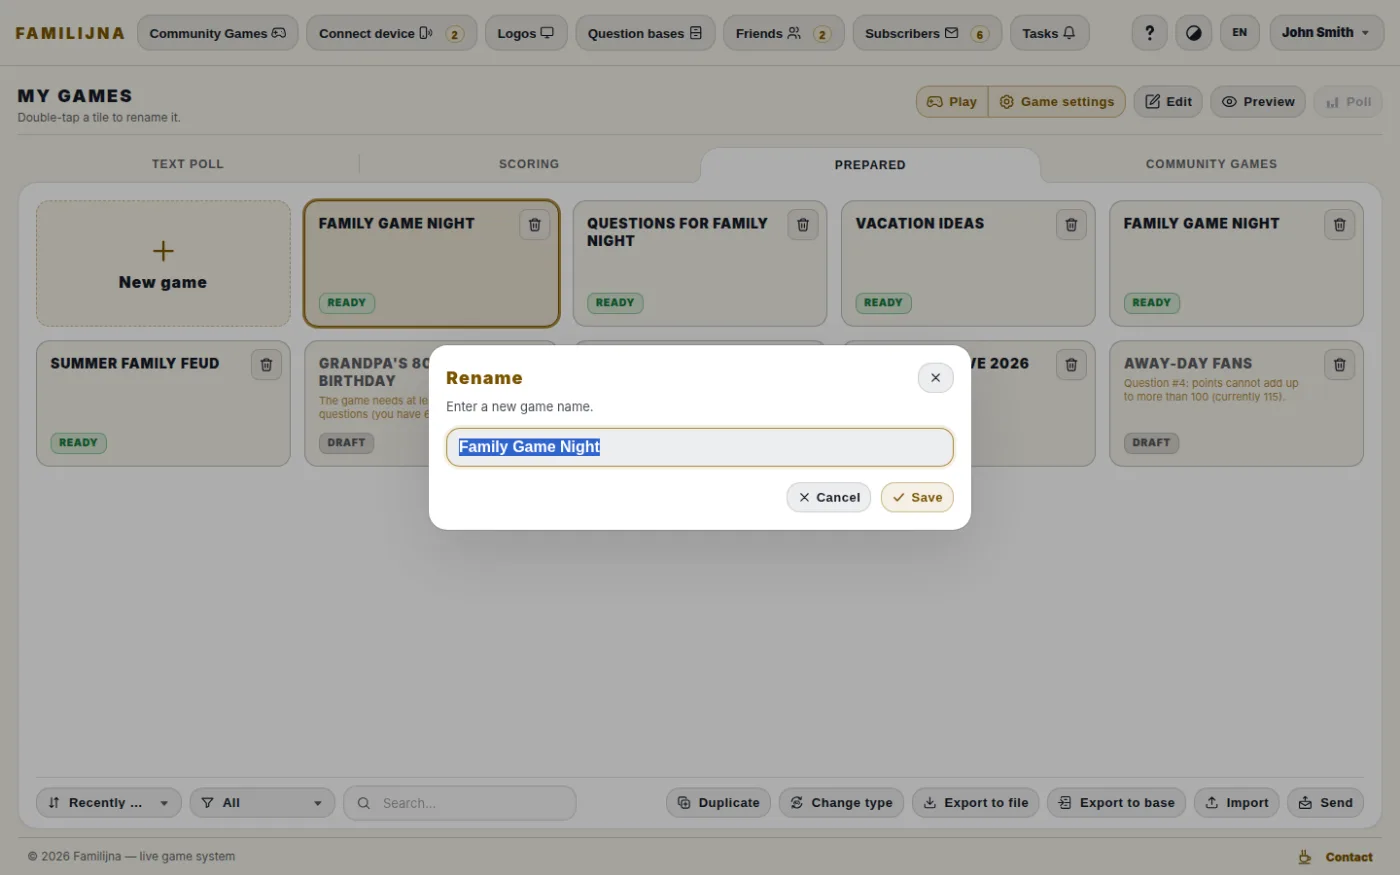 FAMILIJNA
Community Games
Connect device 2
Logos
Question bases
Friends 2
Subscribers 6
Tasks
?
EN
John Smith
MY GAMES
Double-tap a tile to rename it.
Play
Game settings
Edit
Preview
Poll
TEXT POLL
SCORING
PREPARED
COMMUNITY GAMES
New game
FAMILY GAME NIGHT
READY
QUESTIONS FOR FAMILY
NIGHT
READY
VACATION IDEAS
READY
FAMILY GAME NIGHT
READY
SUMMER FAMILY FEUD
READY
GRANDPA'S
BIRTHDAY
The game needs at
questions (you have
DRAFT
2026
AWAY-DAY FANS
Question #4: points cannot add up
to more than 100 (currently 115).
DRAFT
Rename
Enter a new game name.
Family Game Night
Cancel
Save
Recently ...
All
Search...
Duplicate
Change type
Export to file
Export to base
Import
Send
© 2026 Familijna — live game system
Contact